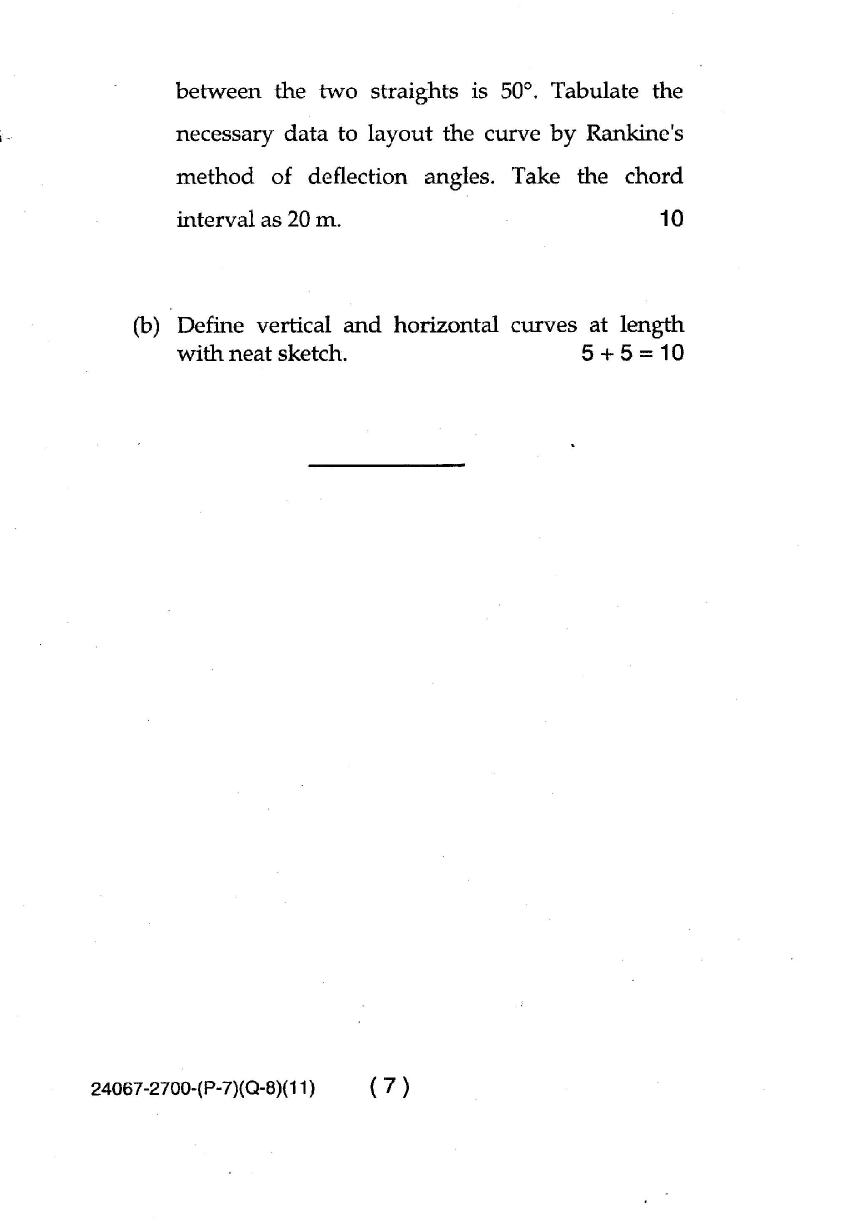 between the two straights is 50°. Tabulate the
necessary data to layout the curve by Rankine's
method of deflection angles. Take the chord
interval as 20 m. 10
(b) Define vertical and horizontal curves at length
with neat sketch. 5 + 5 = 10
24067-2700-(P-7)(Q-8)(11) ( 7 )